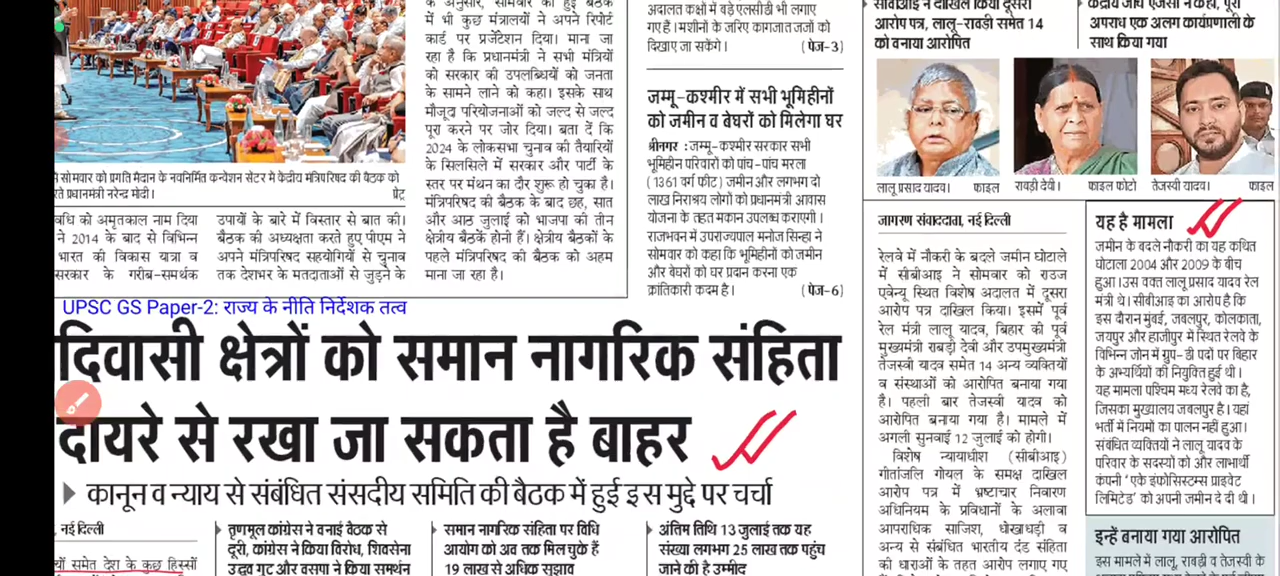 के अनुसार, सोमवार को हुई बैठक
में भी कुछ मंत्रालयों ने अपने रिपोर्ट
कार्ड पर प्रजेंटेशन दिया। माना जा
रहा है कि प्रधानमंत्री ने सभी मंत्रियों
को सरकार की उपलब्धियों को जनता
के सामने लाने को कहा। इसके साथ
मौजूदा परियोजनाओं को जल्द से जल्द
पूरा करने पर जोर दिया। बता दें कि
2024 के लोकसभा चुनाव की तैयारियों
के सिलसिले में सरकार और पार्टी के
स्तर पर मंथन का दौर शुरू हो चुका है।
मंत्रिपरिषद की बैठक के बाद छह, सात
और आठ जुलाई को भाजपा की तीन
क्षेत्रीय बैठकें होनी हैं। क्षेत्रीय बैठकों के
पहले मंत्रिपरिषद की बैठक को अहम
माना जा रहा है।
सोमवार को प्रगति मैदान के नवनिर्मित कन्वेंशन सेंटर में केंद्रीय मंत्रिपरिषद की बैठक को
रते प्रधानमंत्री नरेन्द्र मोदी। प्रेट्र
वधि को अमृतकाल नाम दिया
ने 2014 के बाद से विभिन्न
भारत की विकास यात्रा व
सरकार के गरीब-समर्थक
उपायों के बारे में विस्तार से बात की।
बैठक की अध्यक्षता करते हुए पीएम ने
अपने मंत्रिपरिषद सहयोगियों से चुनाव
तक देशभर के मतदाताओं से जुड़ने के
अदालत कक्षों में बड़े एलसीडी भी लगाए
गए हैं। मशीनों के जरिए कागजात जजों को
दिखाए जा सकेंगे। (पेज-3)
जम्मू-कश्मीर में सभी भूमिहीनों
को जमीन व बेघरों को मिलेगा घर
श्रीनगर : जम्मू-कश्मीर सरकार सभी
भूमिहीन परिवारों को पांच-पांच मरला
(1361 वर्ग फीट) जमीन और लगभग दो
लाख निराश्रय लोगों को प्रधानमंत्री आवास
योजना के तहत मकान उपलब्ध कराएगी।
राजभवन में उपराज्यपाल मनोज सिन्हा ने
सोमवार को कहा कि भूमिहीनों को जमीन
और बेघरों को घर प्रदान करना एक
क्रांतिकारी कदम है। (पेज-6)
सीबीआइ ने दाखिल किया दूसरा
आरोप पत्र, लालू-राबड़ी समेत 14
को बनाया आरोपित
केंद्रीय जांच एजेंसी ने कहा, पूरा
अपराध एक अलग कार्यप्रणाली के
साथ किया गया
लालू प्रसाद यादव। फाइल
राबड़ी देवी। फाइल फोटो
तेजस्वी यादव। फाइल
जागरण संवाददाता, नई दिल्ली
रेलवे में नौकरी के बदले जमीन घोटाले
में सीबीआइ ने सोमवार को राउज
एवेन्यू स्थित विशेष अदालत में दूसरा
आरोप पत्र दाखिल किया। इसमें पूर्व
रेल मंत्री लालू यादव, बिहार की पूर्व
मुख्यमंत्री राबड़ी देवी और उपमुख्यमंत्री
तेजस्वी यादव समेत 14 अन्य व्यक्तियों
व संस्थाओं को आरोपित बनाया गया
है। पहली बार तेजस्वी यादव को
आरोपित बनाया गया है। मामले में
अगली सुनवाई 12 जुलाई को होगी।
विशेष न्यायाधीश (सीबीआइ)
गीतांजलि गोयल के समक्ष दाखिल
आरोप पत्र में भ्रष्टाचार निवारण
अधिनियम के प्रविधानों के अलावा
आपराधिक साजिश, धोखाधड़ी व
अन्य से संबंधित भारतीय दंड संहिता
की धाराओं के तहत आरोप लगाए गए
यह है मामला
जमीन के बदले नौकरी का यह कथित
घोटाला 2004 और 2009 के बीच
हुआ। उस वक्त लालू प्रसाद यादव रेल
मंत्री थे। सीबीआइ का आरोप है कि
इस दौरान मुंबई, जबलपुर, कोलकाता,
जयपुर और हाजीपुर में स्थित रेलवे के
विभिन्न जोन में ग्रुप-डी पदों पर बिहार
के अभ्यर्थियों की नियुक्ति हुई थी।
यह मामला पश्चिम मध्य रेलवे का है,
जिसका मुख्यालय जबलपुर है। यहां
भर्ती में नियमों का पालन नहीं हुआ।
संबंधित व्यक्तियों ने लालू यादव के
परिवार के सदस्यों को और लाभार्थी
कंपनी 'एके इंफोसिस्टम्स प्राइवेट
लिमिटेड' को अपनी जमीन दे दी थी।
इन्हें बनाया गया आरोपित
इस मामले में लालू, राबड़ी व तेजस्वी के
UPSC GS Paper-2: राज्य के नीति निर्देशक तत्व
दिवासी क्षेत्रों को समान नागरिक संहिता
दायरे से रखा जा सकता है बाहर
कानून व न्याय से संबंधित संसदीय समिति की बैठक में हुई इस मुद्दे पर चर्चा
, नई दिल्ली
यों समेत देश के कुछ हिस्सों
तृणमूल कांग्रेस ने बनाई बैठक से
दूरी, कांग्रेस ने किया विरोध, शिवसेना
उद्धव गुट और बसपा ने किया समर्थन
समान नागरिक संहिता पर विधि
आयोग को अब तक मिल चुके हैं
19 लाख से अधिक सुझाव
अंतिम तिथि 13 जुलाई तक यह
संख्या लगभग 25 लाख तक पहुंच
जाने की है उम्मीद